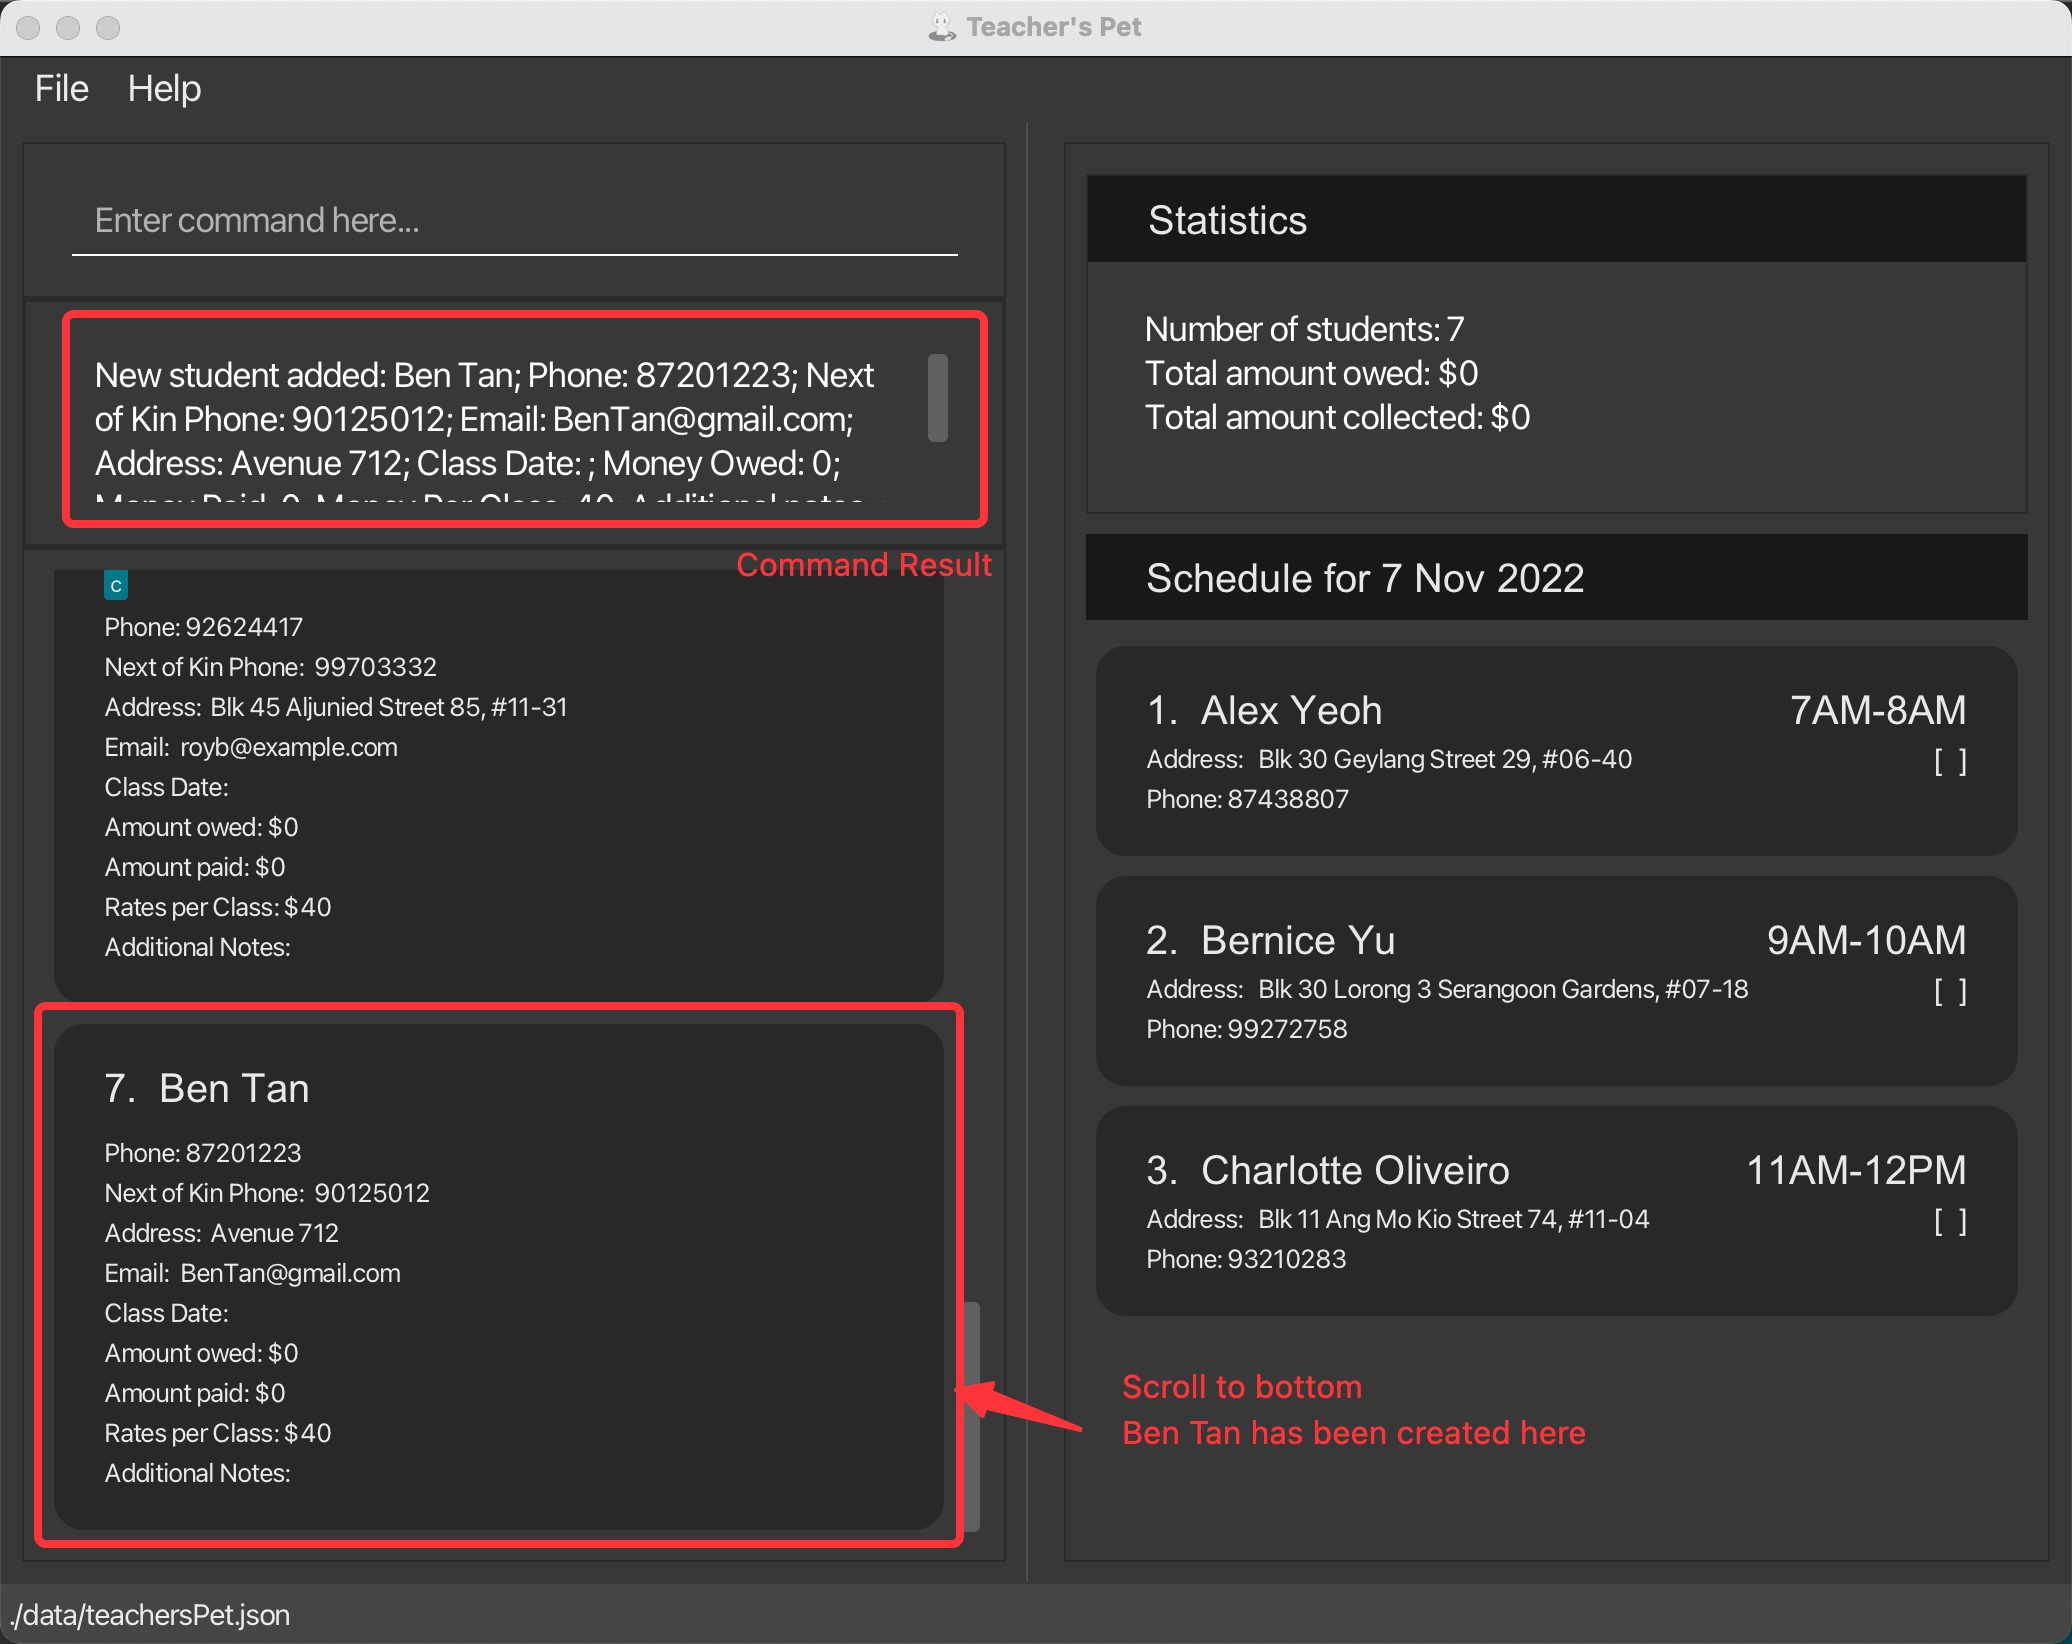 Teacher's Pet
File Help
Enter command here...
New student added: Ben Tan; Phone: 87201223; Next
of Kin Phone: 90125012; Email: BenTan@gmail.com;
Address: Avenue 712; Class Date: ; Money Owed: 0;
Money Paid: 0; Money Per Class: 40; Additional notes: ;
Command Result
c
Phone: 92624417
Next of Kin Phone: 99703332
Address: Blk 45 Aljunied Street 85, #11-31
Email: royb@example.com
Class Date:
Amount owed: $0
Amount paid: $0
Rates per Class: $40
Additional Notes:
7. Ben Tan
Phone: 87201223
Next of Kin Phone: 90125012
Address: Avenue 712
Email: BenTan@gmail.com
Class Date:
Amount owed: $0
Amount paid: $0
Rates per Class: $40
Additional Notes:
Statistics
Number of students: 7
Total amount owed: $0
Total amount collected: $0
Schedule for 7 Nov 2022
1. Alex Yeoh 7AM-8AM
Address: Blk 30 Geylang Street 29, #06-40 [ ]
Phone: 87438807
2. Bernice Yu 9AM-10AM
Address: Blk 30 Lorong 3 Serangoon Gardens, #07-18 [ ]
Phone: 99272758
3. Charlotte Oliveiro 11AM-12PM
Address: Blk 11 Ang Mo Kio Street 74, #11-04 [ ]
Phone: 93210283
Scroll to bottom
Ben Tan has been created here
./data/teachersPet.json